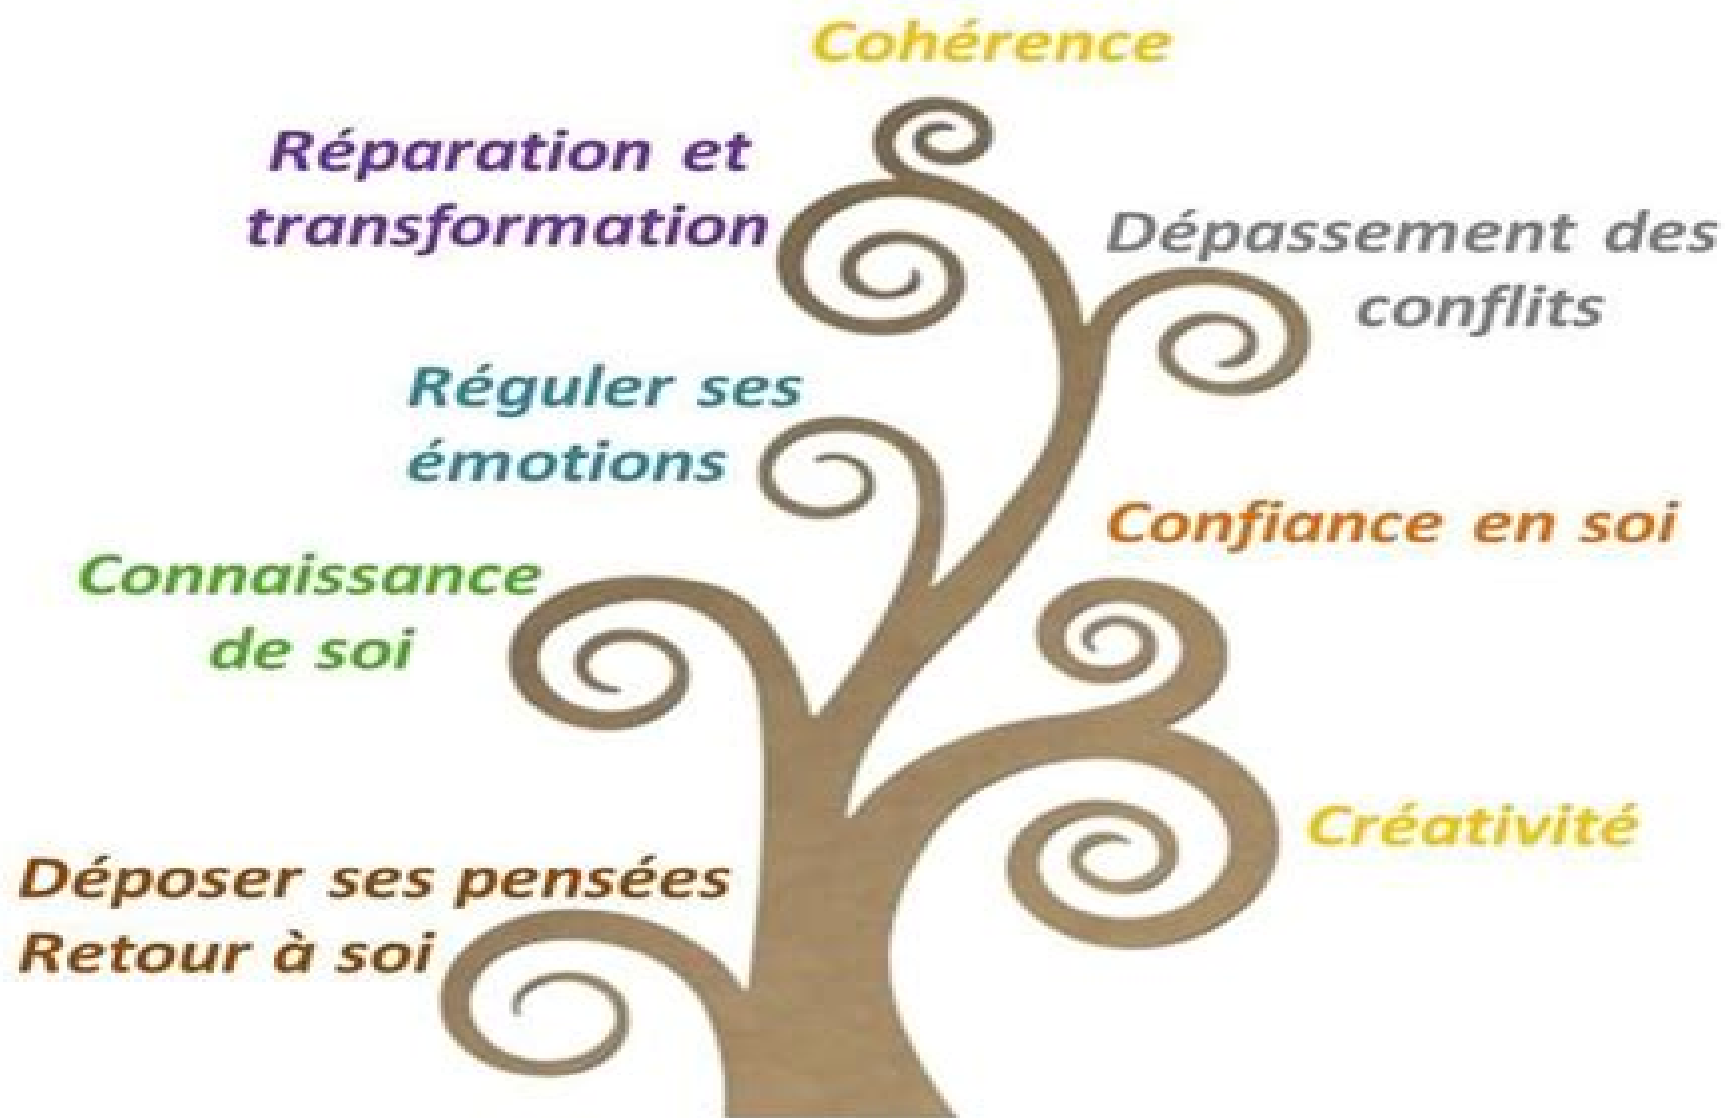 Cohérence
Réparation et
transformation
Dépassement des
conflits
Réguler ses
émotions
Confiance en soi
Connaissance
de soi
Créativité
Déposer ses pensées
Retour à soi